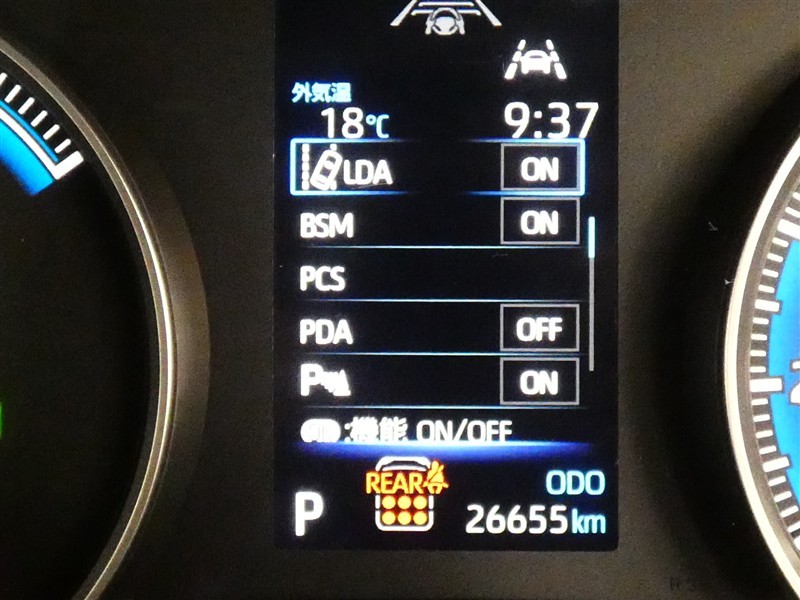 外気温
18℃ 9:37
LDA ON
BSM ON
PCS
PDA OFF
P ON
:機能 ON/OFF
REAR
ODO
P 26655km